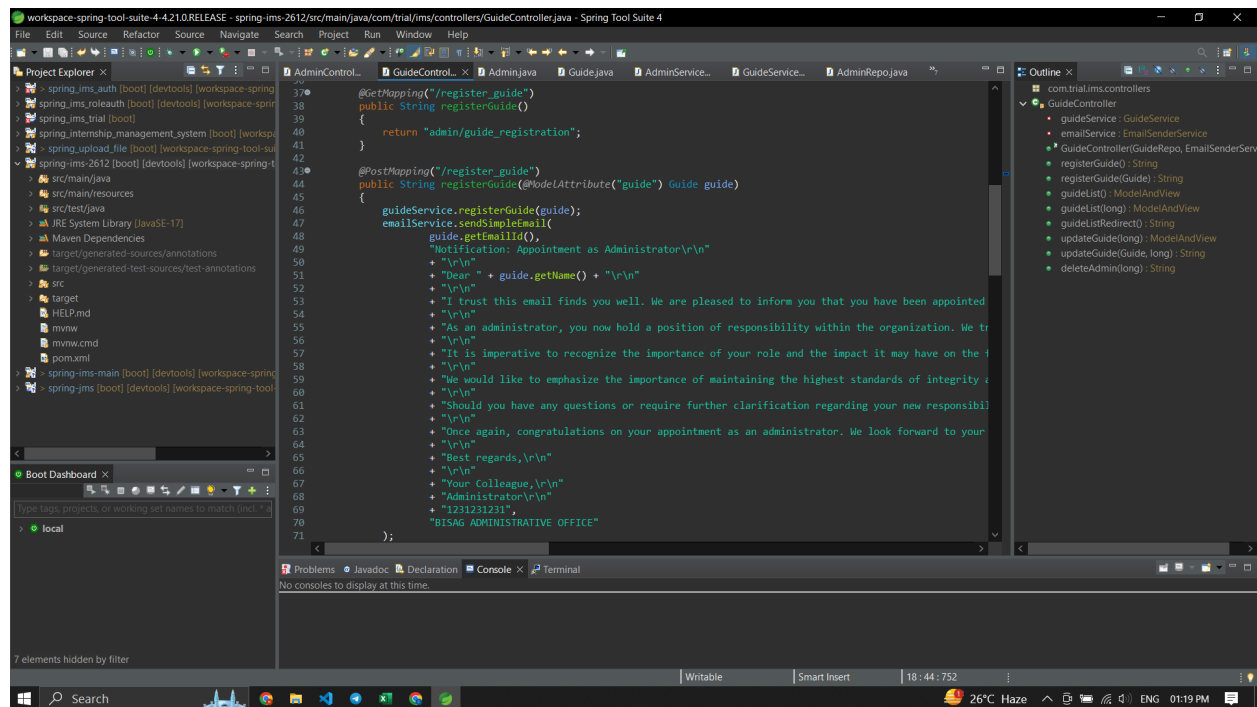 workspace-spring-tool-suite-4-4.21.0.RELEASE - spring-ims-2612/src/main/java/com/trial/ims/controllers/GuideController.java - Spring Tool Suite 4
File Edit Source Refactor Source Navigate Search Project Run Window Help
Project Explorer
> spring_ims_auth [boot] [devtools] [workspace-spring
spring_ims_roleauth [boot] [devtools] [workspace-sprin
spring_ims_trial [boot]
spring_internship_management_system [boot] [worksp
> spring_upload_file [boot] [workspace-spring-tool-sui
spring-ims-2612 [boot] [devtools] [workspace-spring-t
src/main/java
src/main/resources
src/test/java
JRE System Library [JavaSE-17]
Maven Dependencies
target/generated-sources/annotations
target/generated-test-sources/test-annotations
src
target
HELP.md
mvnw
mvnw.cmd
pom.xml
> spring-ims-main [boot] [devtools] [workspace-spring
> spring-jms [boot] [devtools] [workspace-spring-tool-
Boot Dashboard
Type tags, projects, or working set names to match (incl. * a
local
7 elements hidden by filter
AdminControl... GuideControl... Admin.java Guide.java AdminService... GuideService... AdminRepo.java
37 @GetMapping("/register_guide")
38 public String registerGuide()
39 {
40 return "admin/guide_registration";
41 }
42
43 @PostMapping("/register_guide")
44 public String registerGuide(@ModelAttribute("guide") Guide guide)
45 {
46 guideService.registerGuide(guide);
47 emailService.sendSimpleEmail(
48 guide.getEmailId(),
49 "Notification: Appointment as Administrator\r\n"
50 + "\r\n"
51 + "Dear " + guide.getName() + "\r\n"
52 + "\r\n"
53 + "I trust this email finds you well. We are pleased to inform you that you have been appointed
54 + "\r\n"
55 + "As an administrator, you now hold a position of responsibility within the organization. We tr
56 + "\r\n"
57 + "It is imperative to recognize the importance of your role and the impact it may have on the
58 + "\r\n"
59 + "We would like to emphasize the importance of maintaining the highest standards of integrity a
60 + "\r\n"
61 + "Should you have any questions or require further clarification regarding your new responsibil
62 + "\r\n"
63 + "Once again, congratulations on your appointment as an administrator. We look forward to your
64 + "\r\n"
65 + "Best regards,\r\n"
66 + "\r\n"
67 + "Your Colleague,\r\n"
68 + "Administrator\r\n"
69 + "1231231231",
70 "BISAG ADMINISTRATIVE OFFICE"
71 );
Problems Javadoc Declaration Console Terminal
No consoles to display at this time.
Outline
com.trial.ims.controllers
GuideController
guideService : GuideService
emailService : EmailSenderService
GuideController(GuideRepo, EmailSenderServ
registerGuide() : String
registerGuide(Guide) : String
guideList() : ModelAndView
guideList(long) : ModelAndView
guideListRedirect() : String
updateGuide(long) : ModelAndView
updateGuide(Guide, long) : String
deleteAdmin(long) : String
Writable Smart Insert 18 : 44 : 752
Search 26°C Haze ENG 01:19 PM